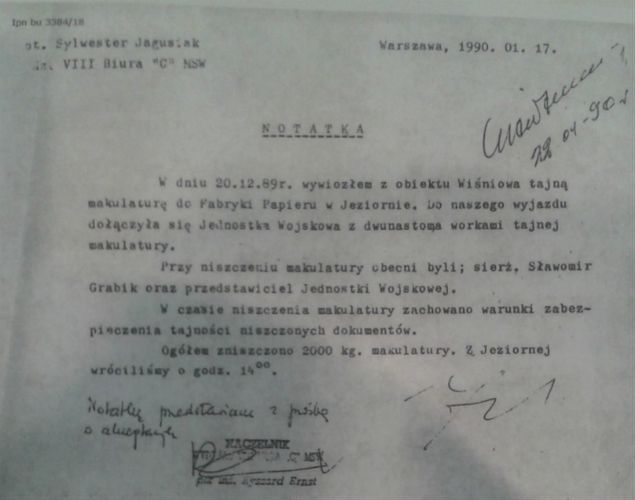 Ipn bu 3384/18
pt. Sylwester Jagusiak
VIII Biura "C" MSW
Warszawa, 1990. 01. 17.
NOTATKA
W dniu 20.12.89r. wywiozłem z obiektu Wiśniowa tajną
makulaturę do Fabryki Papieru w Jeziornie. Do naszego wyjazdu
dołączyła się Jednostka Wojskowa z dwunastoma workami tajnej
makulatury.
Przy niszczeniu makulatury obecni byli; sierż. Sławomir
Grabik oraz przedstawiciel Jednostki Wojskowej.
W czasie niszczenia makulatury zachowano warunki zabez-
pieczenia tajności niszczonych dokumentów.
Ogółem zniszczono 2000 kg. makulatury. Z Jeziornej
wróciliśmy o godz. 14⁰⁰.
Notatkę przedstawiam z prośbą
o akceptację
NACZELNIK
"C" MSW
Ryszard Ernst